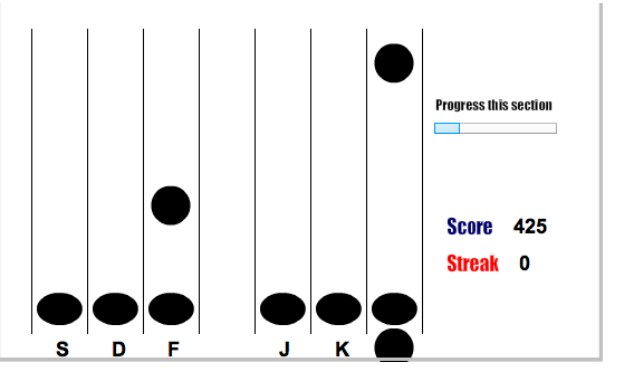 Progress this section
Score 425
Streak 0
S D F J K